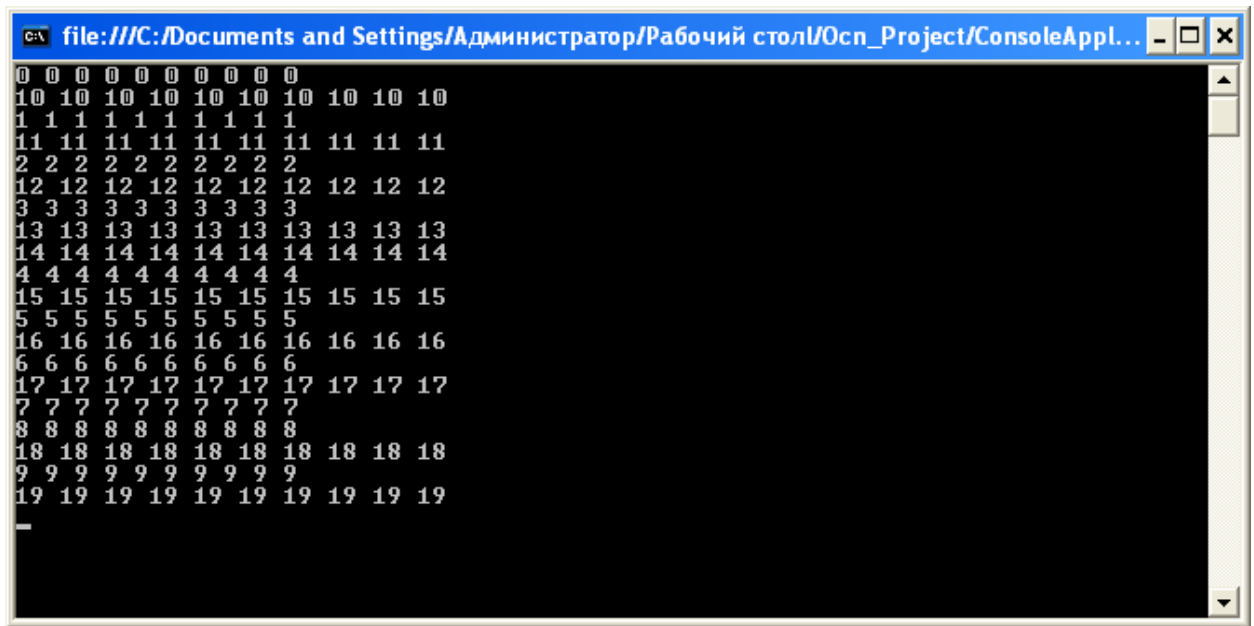 file:///C:/Documents and Settings/Администратор/Рабочий стол/Ocn_Project/ConsoleAppl...
0 0 0 0 0 0 0 0 0 0
10 10 10 10 10 10 10 10 10 10
1 1 1 1 1 1 1 1 1 1
11 11 11 11 11 11 11 11 11 11
2 2 2 2 2 2 2 2 2 2
12 12 12 12 12 12 12 12 12 12
3 3 3 3 3 3 3 3 3 3
13 13 13 13 13 13 13 13 13 13
14 14 14 14 14 14 14 14 14 14
4 4 4 4 4 4 4 4 4 4
15 15 15 15 15 15 15 15 15 15
5 5 5 5 5 5 5 5 5 5
16 16 16 16 16 16 16 16 16 16
6 6 6 6 6 6 6 6 6 6
17 17 17 17 17 17 17 17 17 17
7 7 7 7 7 7 7 7 7 7
8 8 8 8 8 8 8 8 8 8
18 18 18 18 18 18 18 18 18 18
9 9 9 9 9 9 9 9 9 9
19 19 19 19 19 19 19 19 19 19